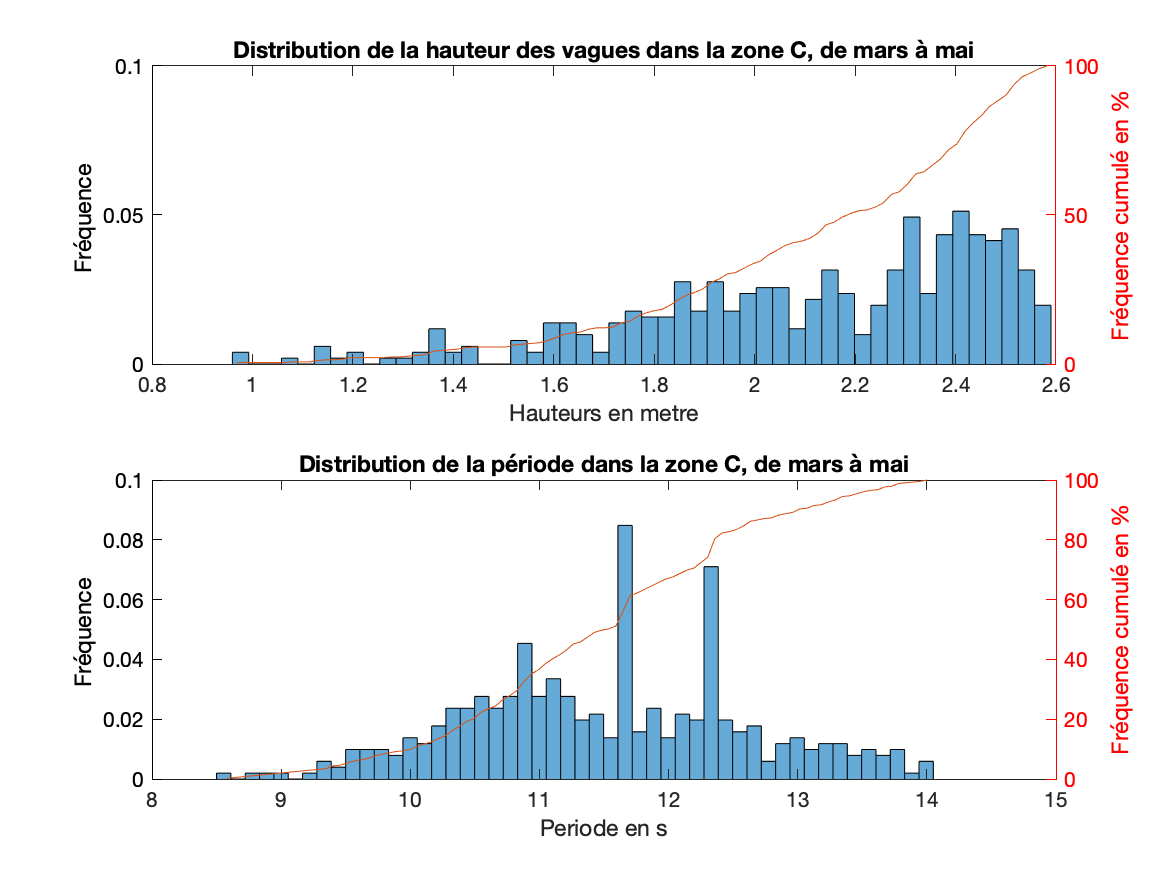 Distribution de la hauteur des vagues dans la zone C, de mars à mai
0.1
0.05
0
Fréquence
100
50
0
Fréquence cumulé en %
0.8 1 1.2 1.4 1.6 1.8 2 2.2 2.4 2.6
Hauteurs en metre
Distribution de la période dans la zone C, de mars à mai
0.1
0.08
0.06
0.04
0.02
0
Fréquence
100
80
60
40
20
0
Fréquence cumulé en %
8 9 10 11 12 13 14 15
Periode en s